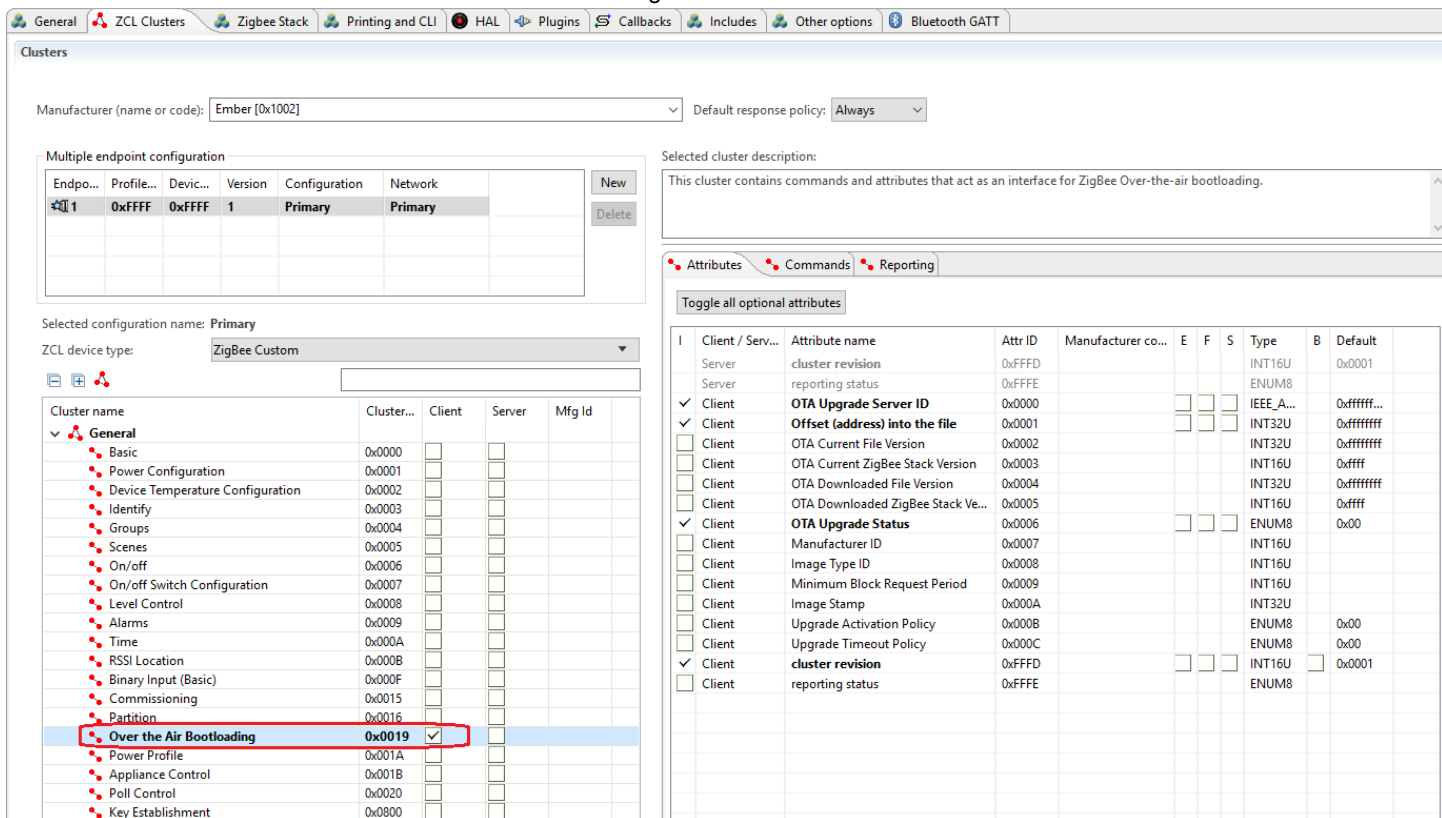 General ZCL Clusters Zigbee Stack Printing and CLI HAL Plugins Callbacks Includes Other options Bluetooth GATT
Clusters
Manufacturer (name or code): Ember [0x1002] Default response policy: Always
Multiple endpoint configuration
Endpo... Profile... Devic... Version Configuration Network
1 0xFFFF 0xFFFF 1 Primary Primary
New
Delete
Selected configuration name: Primary
ZCL device type: ZigBee Custom
Cluster name Cluster... Client Server Mfg Id
General
Basic 0x0000
Power Configuration 0x0001
Device Temperature Configuration 0x0002
Identify 0x0003
Groups 0x0004
Scenes 0x0005
On/off 0x0006
On/off Switch Configuration 0x0007
Level Control 0x0008
Alarms 0x0009
Time 0x000A
RSSI Location 0x000B
Binary Input (Basic) 0x000F
Commissioning 0x0015
Partition 0x0016
Over the Air Bootloading 0x0019
Power Profile 0x001A
Appliance Control 0x001B
Poll Control 0x0020
Key Establishment 0x0800
Selected cluster description:
This cluster contains commands and attributes that act as an interface for ZigBee Over-the-air bootloading.
Attributes Commands Reporting
Toggle all optional attributes
I Client / Serv... Attribute name Attr ID Manufacturer co... E F S Type B Default
Server cluster revision 0xFFFD INT16U 0x0001
Server reporting status 0xFFFE ENUM8
Client OTA Upgrade Server ID 0x0000 IEEE_A... 0xffffff...
Client Offset (address) into the file 0x0001 INT32U 0xffffffff
Client OTA Current File Version 0x0002 INT32U 0xffffffff
Client OTA Current ZigBee Stack Version 0x0003 INT16U 0xffff
Client OTA Downloaded File Version 0x0004 INT32U 0xffffffff
Client OTA Downloaded ZigBee Stack Ve... 0x0005 INT16U 0xffff
Client OTA Upgrade Status 0x0006 ENUM8 0x00
Client Manufacturer ID 0x0007 INT16U
Client Image Type ID 0x0008 INT16U
Client Minimum Block Request Period 0x0009 INT16U
Client Image Stamp 0x000A INT32U
Client Upgrade Activation Policy 0x000B ENUM8 0x00
Client Upgrade Timeout Policy 0x000C ENUM8 0x00
Client cluster revision 0xFFFD INT16U 0x0001
Client reporting status 0xFFFE ENUM8